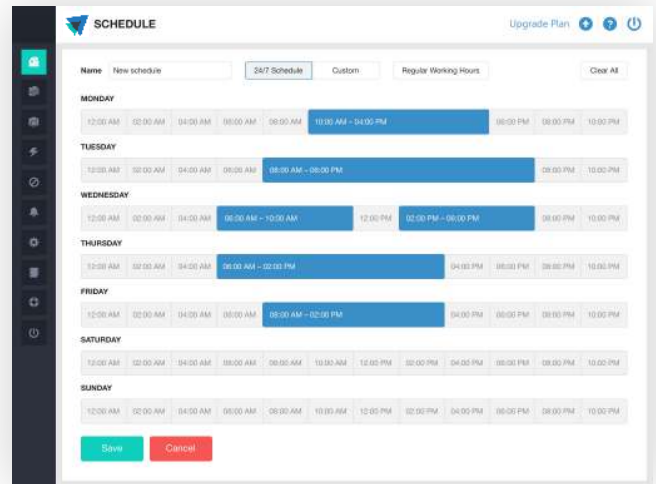 SCHEDULE
Upgrade Plan
Name New schedule 24/7 Schedule Custom Regular Working Hours Clear All
MONDAY
12:00 AM 02:00 AM 04:00 AM 06:00 AM 08:00 AM 10:00 AM – 04:00 PM 06:00 PM 08:00 PM 10:00 PM
TUESDAY
12:00 AM 02:00 AM 04:00 AM 06:00 AM 08:00 AM – 06:00 PM 08:00 PM 10:00 PM
WEDNESDAY
12:00 AM 02:00 AM 04:00 AM 06:00 AM – 10:00 AM 12:00 PM 02:00 PM – 06:00 PM 08:00 PM 10:00 PM
THURSDAY
12:00 AM 02:00 AM 04:00 AM 06:00 AM – 02:00 PM 04:00 PM 06:00 PM 08:00 PM 10:00 PM
FRIDAY
12:00 AM 02:00 AM 04:00 AM 06:00 AM 08:00 AM – 02:00 PM 04:00 PM 06:00 PM 08:00 PM 10:00 PM
SATURDAY
12:00 AM 02:00 AM 04:00 AM 06:00 AM 08:00 AM 10:00 AM 12:00 PM 02:00 PM 04:00 PM 06:00 PM 08:00 PM 10:00 PM
SUNDAY
12:00 AM 02:00 AM 04:00 AM 06:00 AM 08:00 AM 10:00 AM 12:00 PM 02:00 PM 04:00 PM 06:00 PM 08:00 PM 10:00 PM
Save Cancel